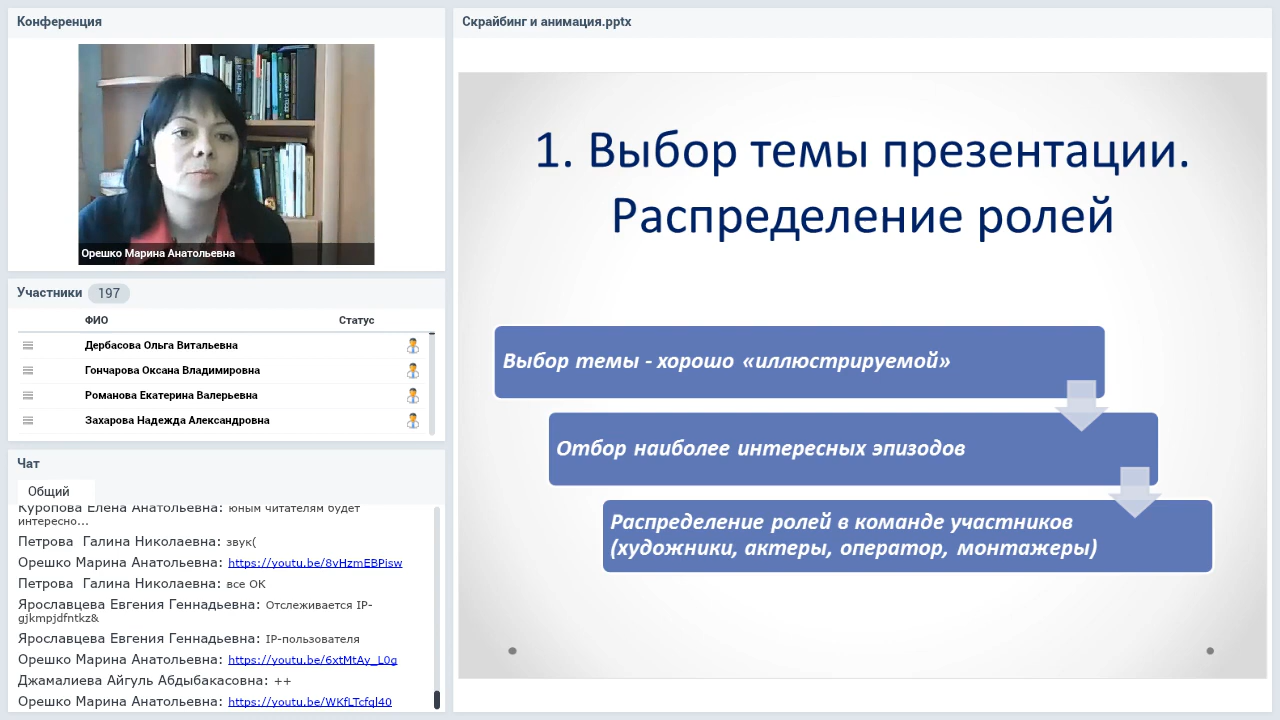 Конференция
Орешко Марина Анатольевна
Участники 197
ФИО Статус
Дербасова Ольга Витальевна
Гончарова Оксана Владимировна
Романова Екатерина Валерьевна
Захарова Надежда Александровна
Чат
Общий
Куропова Елена Анатольевна: юным читателям будет
интересно...
Петрова Галина Николаевна: звук(
Орешко Марина Анатольевна: https://youtu.be/8vHzmEBPisw
Петрова Галина Николаевна: все ОК
Ярославцева Евгения Геннадьевна: Отслеживается IP-
gjkmpjdfntkz&
Ярославцева Евгения Геннадьевна: IP-пользователя
Орешко Марина Анатольевна: https://youtu.be/6xtMtAy_L0g
Джамалиева Айгуль Абдыбакасовна: ++
Орешко Марина Анатольевна: https://youtu.be/WKfLTcfql40
Скрайбинг и анимация.pptx
1. Выбор темы презентации.
Распределение ролей
Выбор темы - хорошо «иллюстрируемой»
Отбор наиболее интересных эпизодов
Распределение ролей в команде участников
(художники, актеры, оператор, монтажеры)